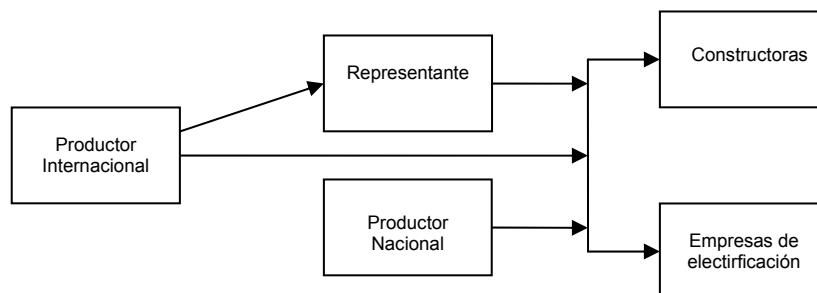 Representante
Constructoras
Productor
Internacional
Productor
Nacional
Empresas de
electirficación